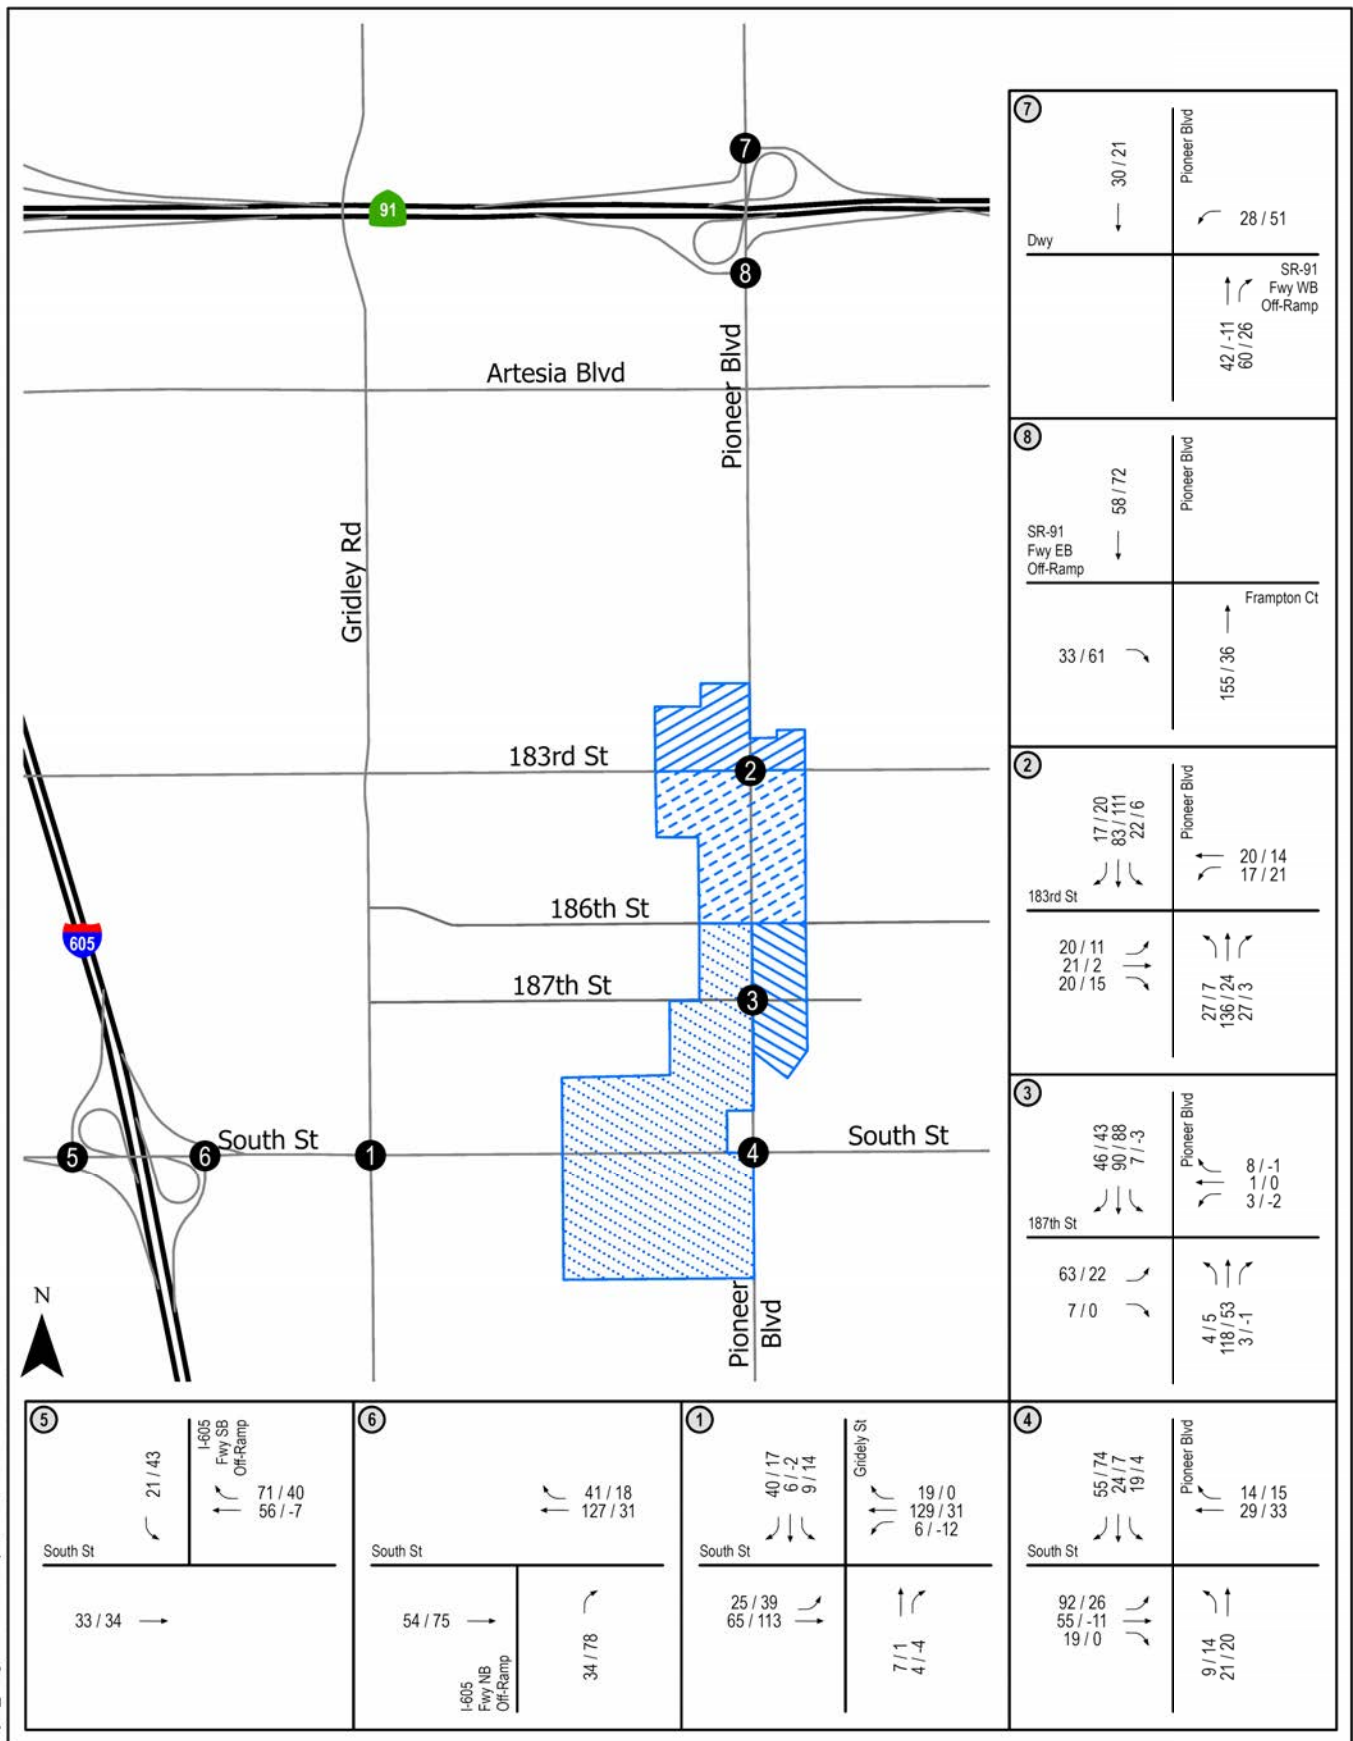 91
7
8
Artesia Blvd
Pioneer Blvd
Gridley Rd
183rd St
2
186th St
605
187th St
3
5
6
South St
1
4
South St
N
Pioneer
Blvd
7
30 / 21
Pioneer Blvd
28 / 51
Dwy
SR-91
Fwy WB
Off-Ramp
42 / -11
60 / 26
8
58 / 72
Pioneer Blvd
SR-91
Fwy EB
Off-Ramp
Frampton Ct
33 / 61
155 / 36
2
17 / 20
83 / 111
22 / 6
Pioneer Blvd
20 / 14
17 / 21
183rd St
20 / 11
21 / 2
20 / 15
27 / 7
136 / 24
27 / 3
3
46 / 43
90 / 88
7 / -3
Pioneer Blvd
8 / -1
1 / 0
3 / -2
187th St
63 / 22
7 / 0
4 / 5
118 / 53
3 / -1
5
21 / 43
I-605
Fwy SB
Off-Ramp
71 / 40
56 / -7
South St
33 / 34
6
41 / 18
127 / 31
South St
54 / 75
I-605
Fwy NB
Off-Ramp
34 / 78
1
40 / 17
6 / -2
9 / 14
Gridely St
19 / 0
129 / 31
6 / -12
South St
25 / 39
65 / 113
7 / 1
4 / -4
4
55 / 74
24 / 7
19 / 4
Pioneer Blvd
14 / 15
29 / 33
South St
92 / 26
55 / -11
19 / 0
9 / 14
21 / 20